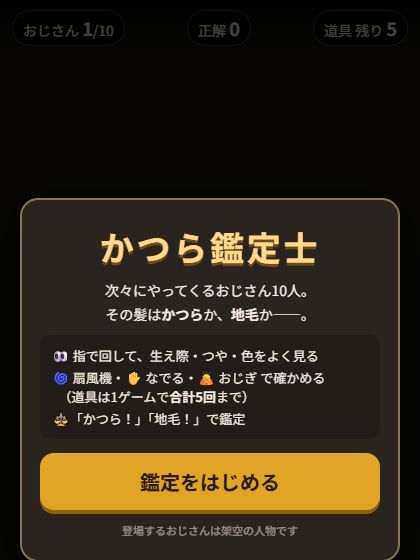 おじさん 1/10
正解 0
道具 残り 5
かつら鑑定士
次々にやってくるおじさん10人。
その髪はかつらか、地毛か――。
👀 指で回して、生え際・つや・色をよく見る
🌀 扇風機・✋ なでる・🙇 おじぎ で確かめる
（道具は1ゲームで合計5回まで）
⚖️ 「かつら！」「地毛！」で鑑定
鑑定をはじめる
登場するおじさんは架空の人物です